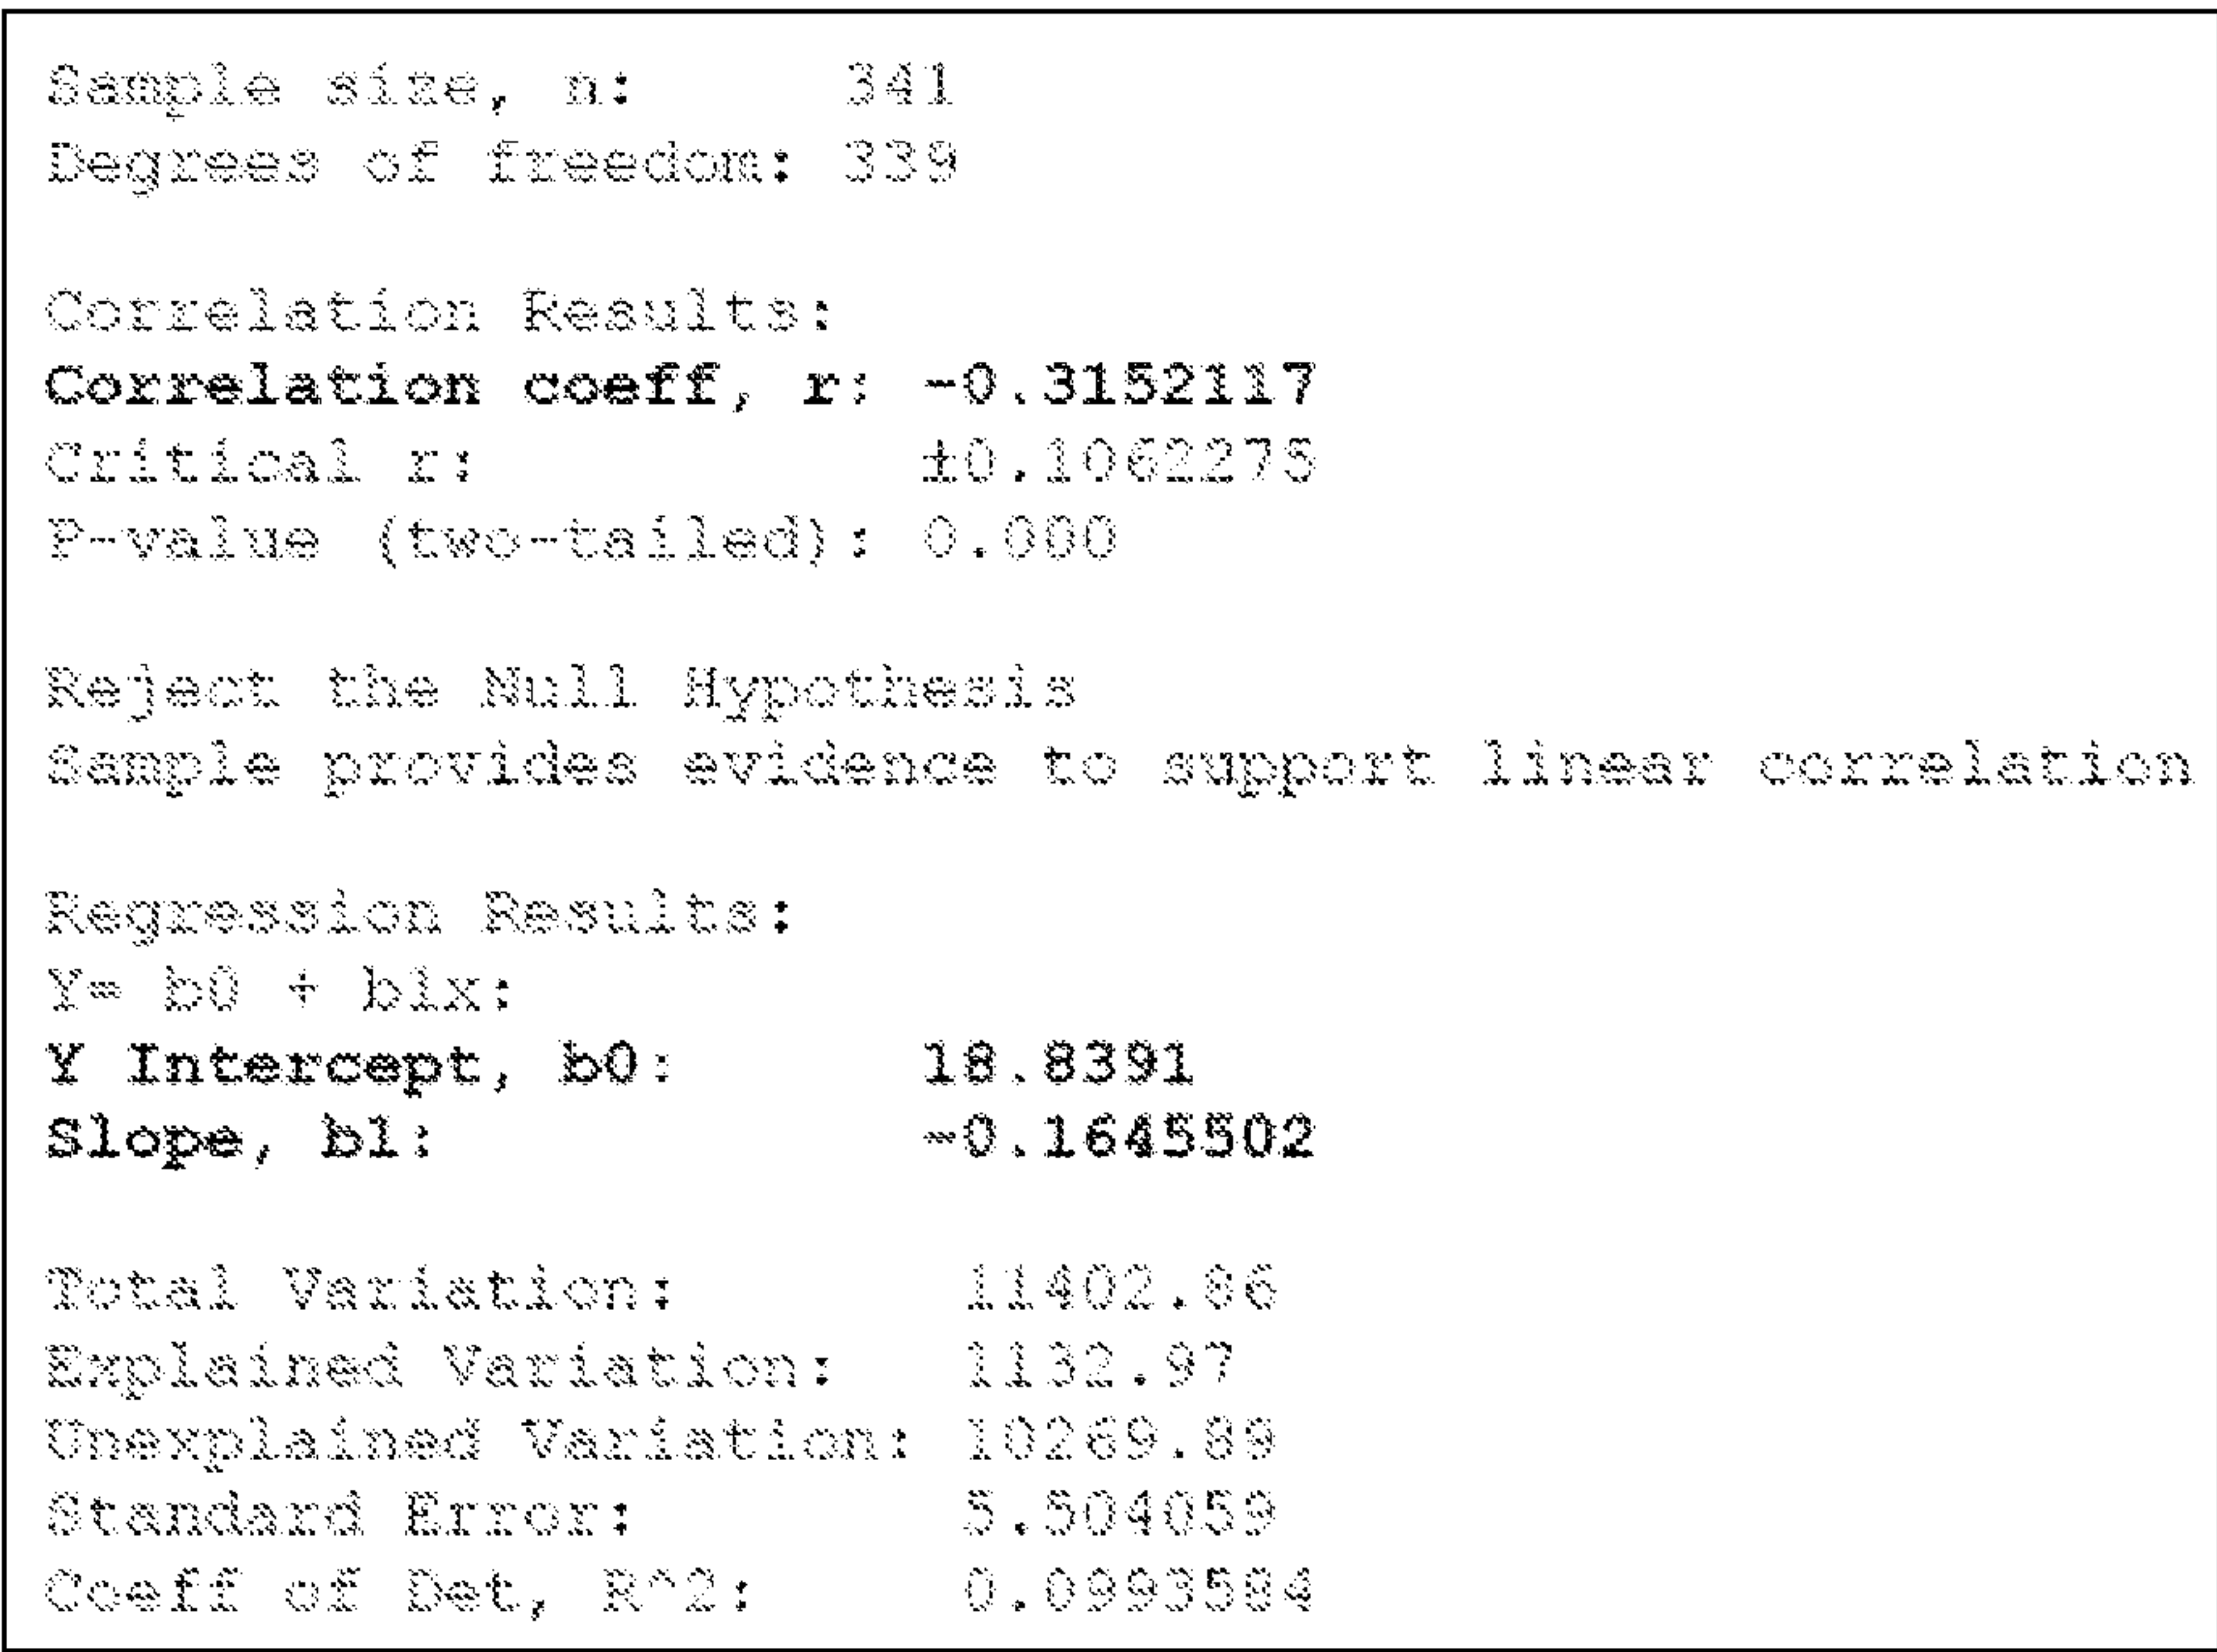 Sample size, n: 341
Degrees of freedom: 339
Correlation Results:
Correlation coeff, r: -0.3152117
Critical r: ±0.1062275
P-value (two-tailed): 0.000
Reject the Null Hypothesis
Sample provides evidence to support linear correlation
Regression Results:
Y= b0 + b1x:
Y Intercept, b0: 18.8391
Slope, b1: -0.1645502
Total Variation: 11402.86
Explained Variation: 1132.97
Unexplained Variation: 10269.89
Standard Error: 5.504059
Coeff of Det, R^2: 0.0993584